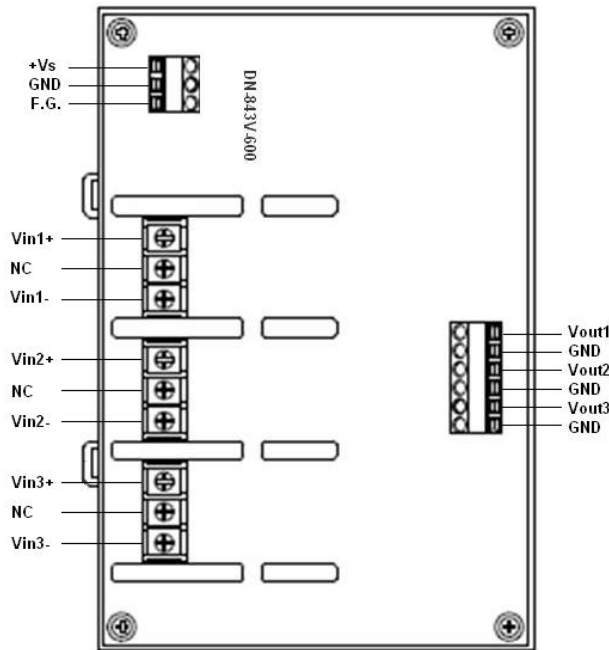 +Vs
GND
F.G.
DN-843V-600
Vin1+
NC
Vin1-
Vin2+
NC
Vin2-
Vin3+
NC
Vin3-
Vout1
GND
Vout2
GND
Vout3
GND